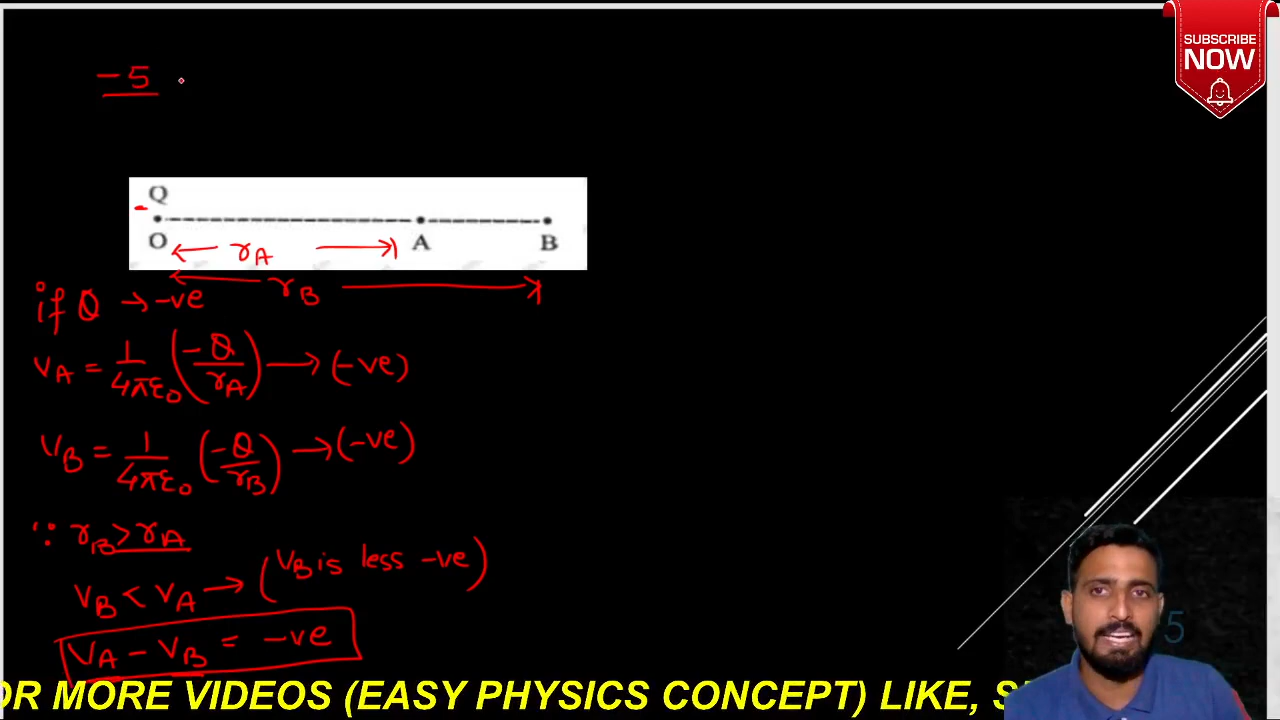 SUBSCRIBE
NOW
-5
Q
O A B
rA
rB
if Q → -ve
VA = 1/4πε0 (-Q/rA) → (-ve)
VB = 1/4πε0 (-Q/rB) → (-ve)
∵ rB > rA
VB < VA → (VB is less -ve)
VA - VB = -ve
5
OR MORE VIDEOS (EASY PHYSICS CONCEPT) LIKE, S